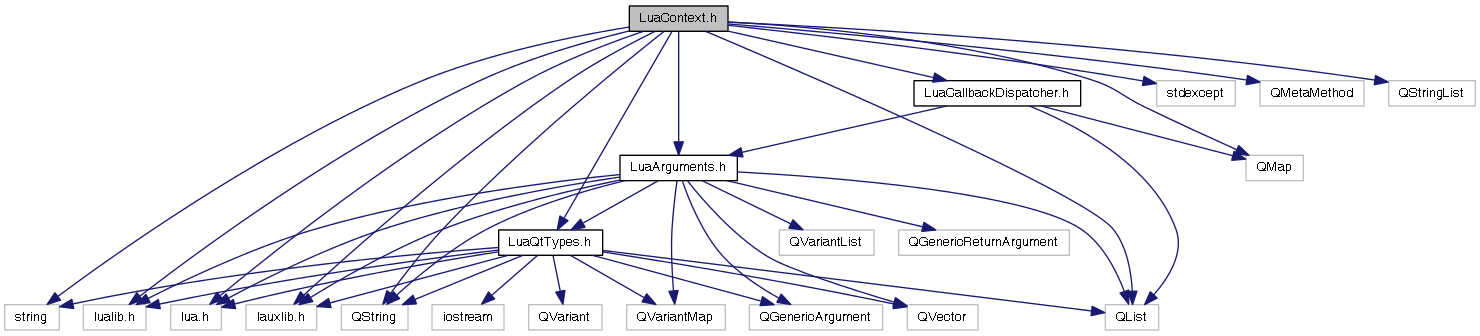 LuaContext.h
LuaCallbackDispatcher.h
stdexcept
QMetaMethod
QStringList
LuaArguments.h
QMap
LuaQtTypes.h
QVariantList
QGenericReturnArgument
string
lualib.h
lua.h
lauxlib.h
QString
iostream
QVariant
QVariantMap
QGenericArgument
QVector
QList